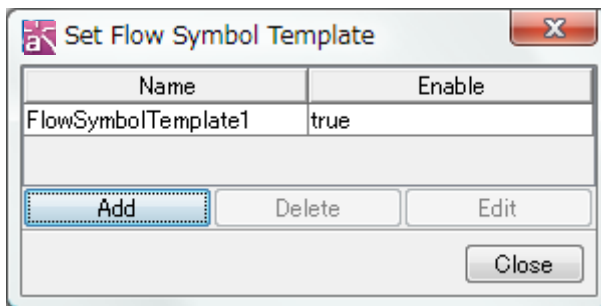 Set Flow Symbol Template
Name Enable
FlowSymbolTemplate1 true
Add Delete Edit
Close